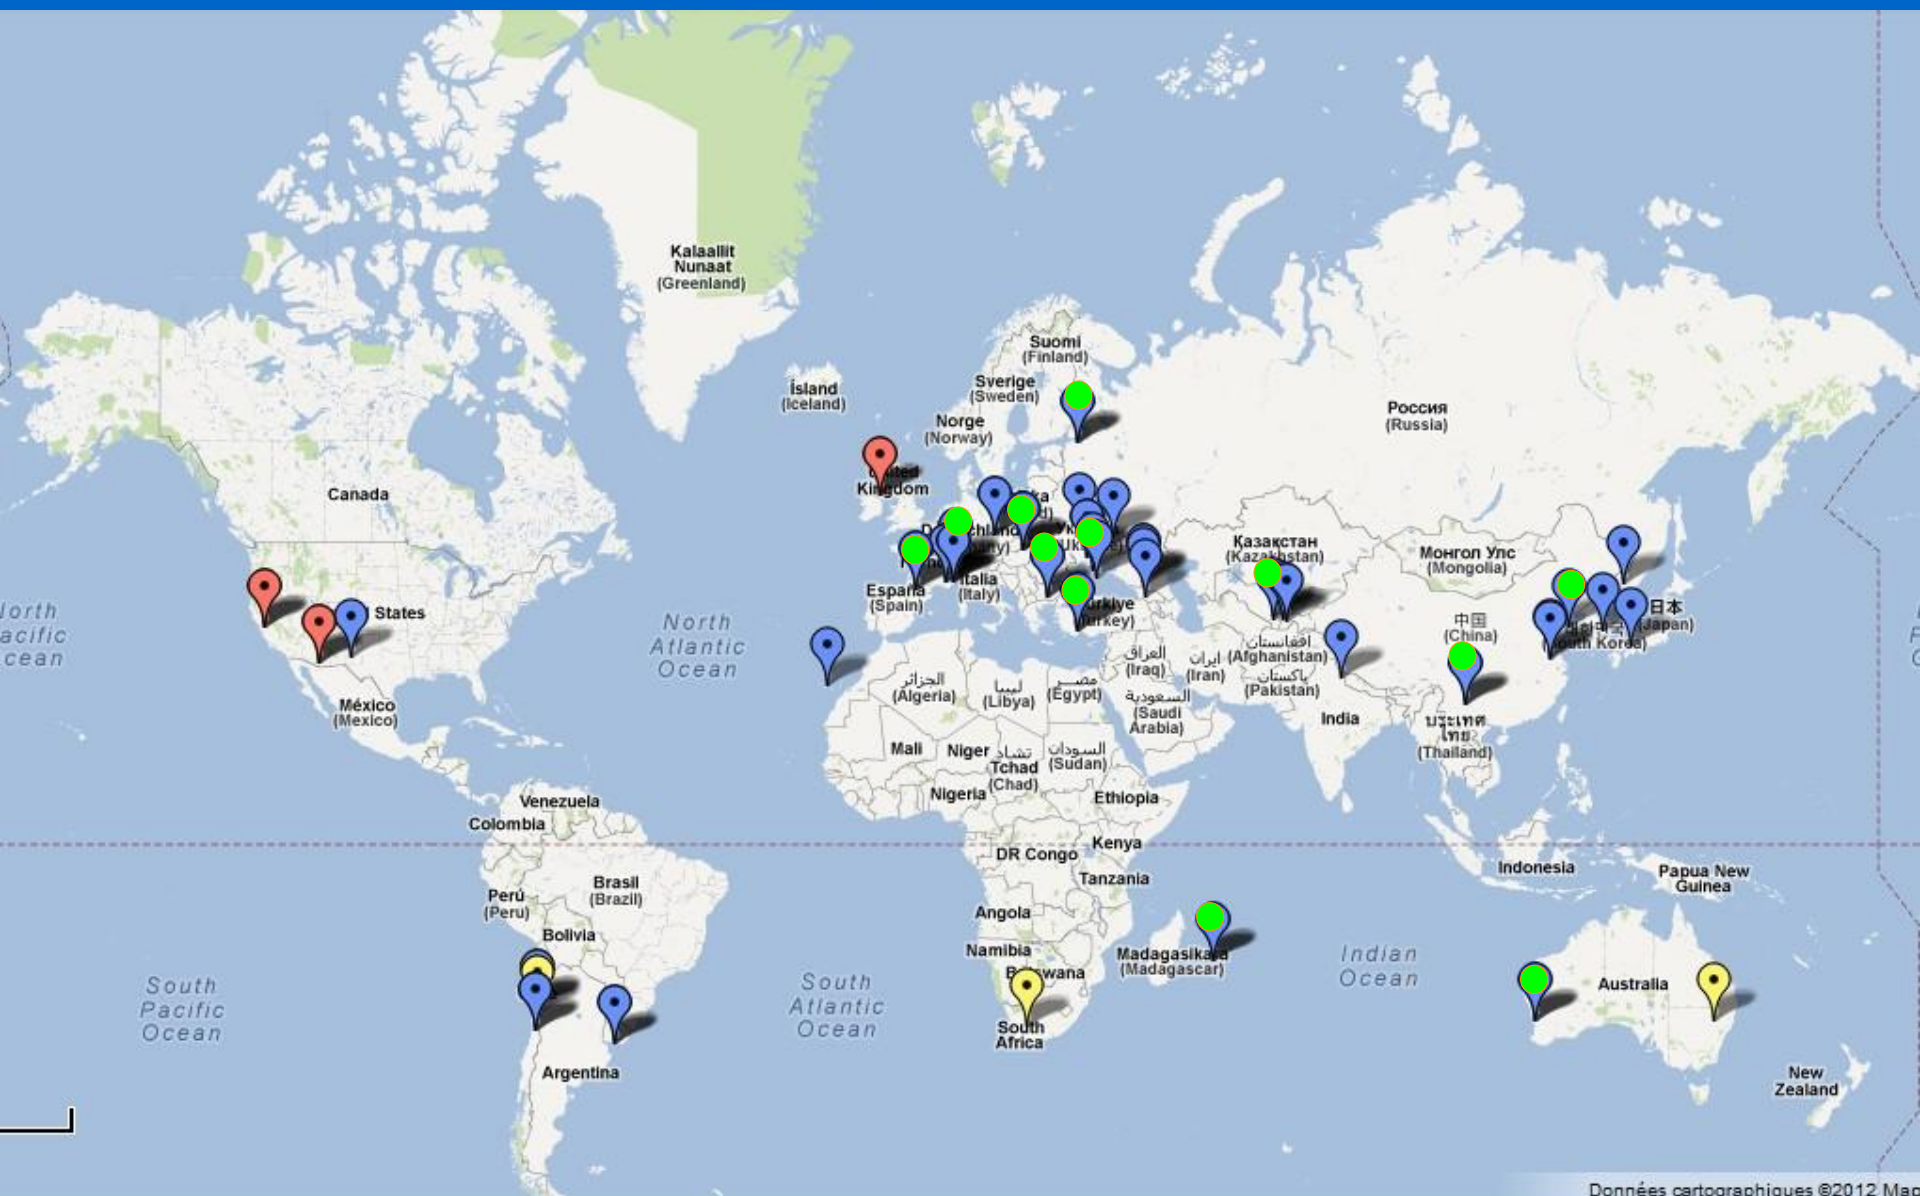 Kalaallit
Nunaat
(Greenland)
Suomi
(Finland)
Ísland
(Iceland)
Sverige
(Sweden)
Norge
(Norway)
Россия
(Russia)
Kingdom
Canada
Қазақстан
(Kazakhstan)
Монгол Улс
(Mongolia)
España
(Spain)
Italia
(Italy)
States
North
Atlantic
Ocean
中国
(China)
日本
(Japan)
افغانستان
(Afghanistan)
العراق
(Iraq)
ایران
(Iran)
پاکستان
(Pakistan)
الجزائر
(Algeria)
ليبيا
(Libya)
مصر
(Egypt)
السعودية
(Saudi
Arabia)
México
(Mexico)
India
ประเทศ
ไทย
(Thailand)
Mali
Niger
تشاد
Tchad
(Chad)
السودان
(Sudan)
Nigeria
Ethiopia
Venezuela
Colombia
Kenya
DR Congo
Tanzania
Indonesia
Papua New
Guinea
Perú
(Peru)
Brasil
(Brazil)
Angola
Bolivia
Namibia
Madagasikara
(Madagascar)
Indian
Ocean
Australia
South
Pacific
Ocean
South
Atlantic
Ocean
South
Africa
Argentina
New
Zealand
Données cartographiques ©2012 Map